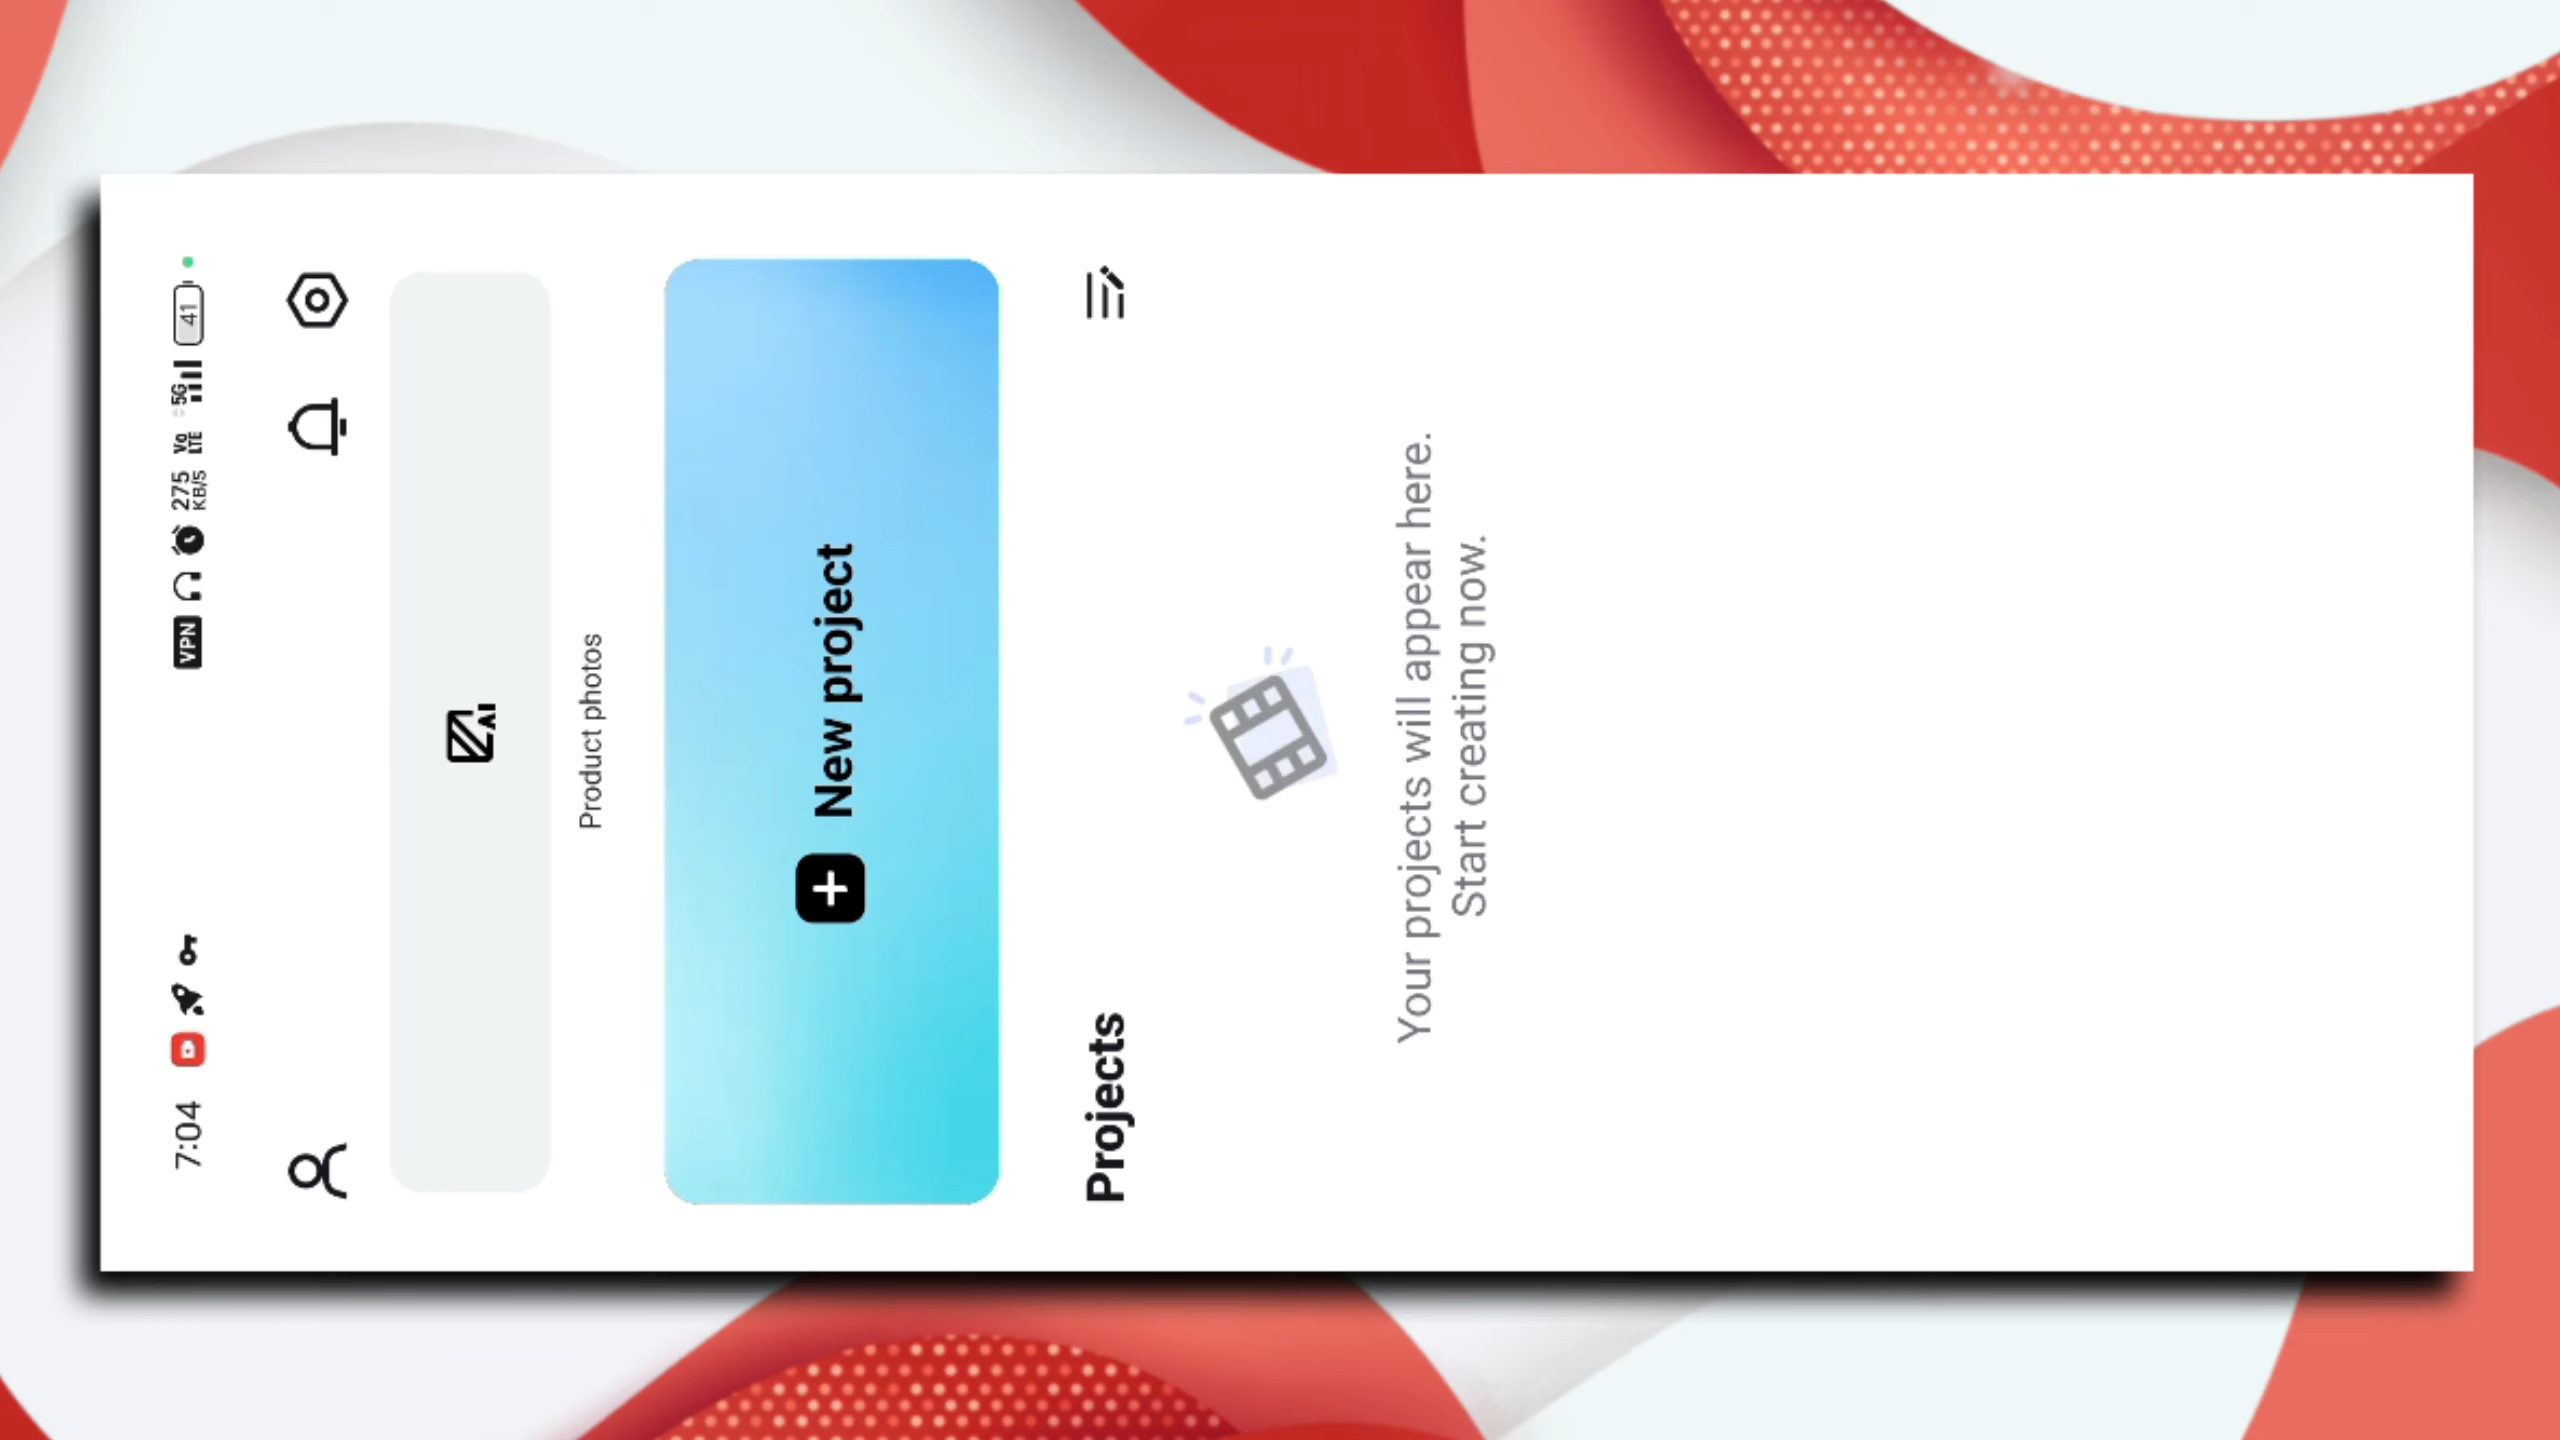 7:04 VPN 275 KB/S Vo LTE 5G 41
AI
Product photos
New project
Projects
Your projects will appear here.
Start creating now.